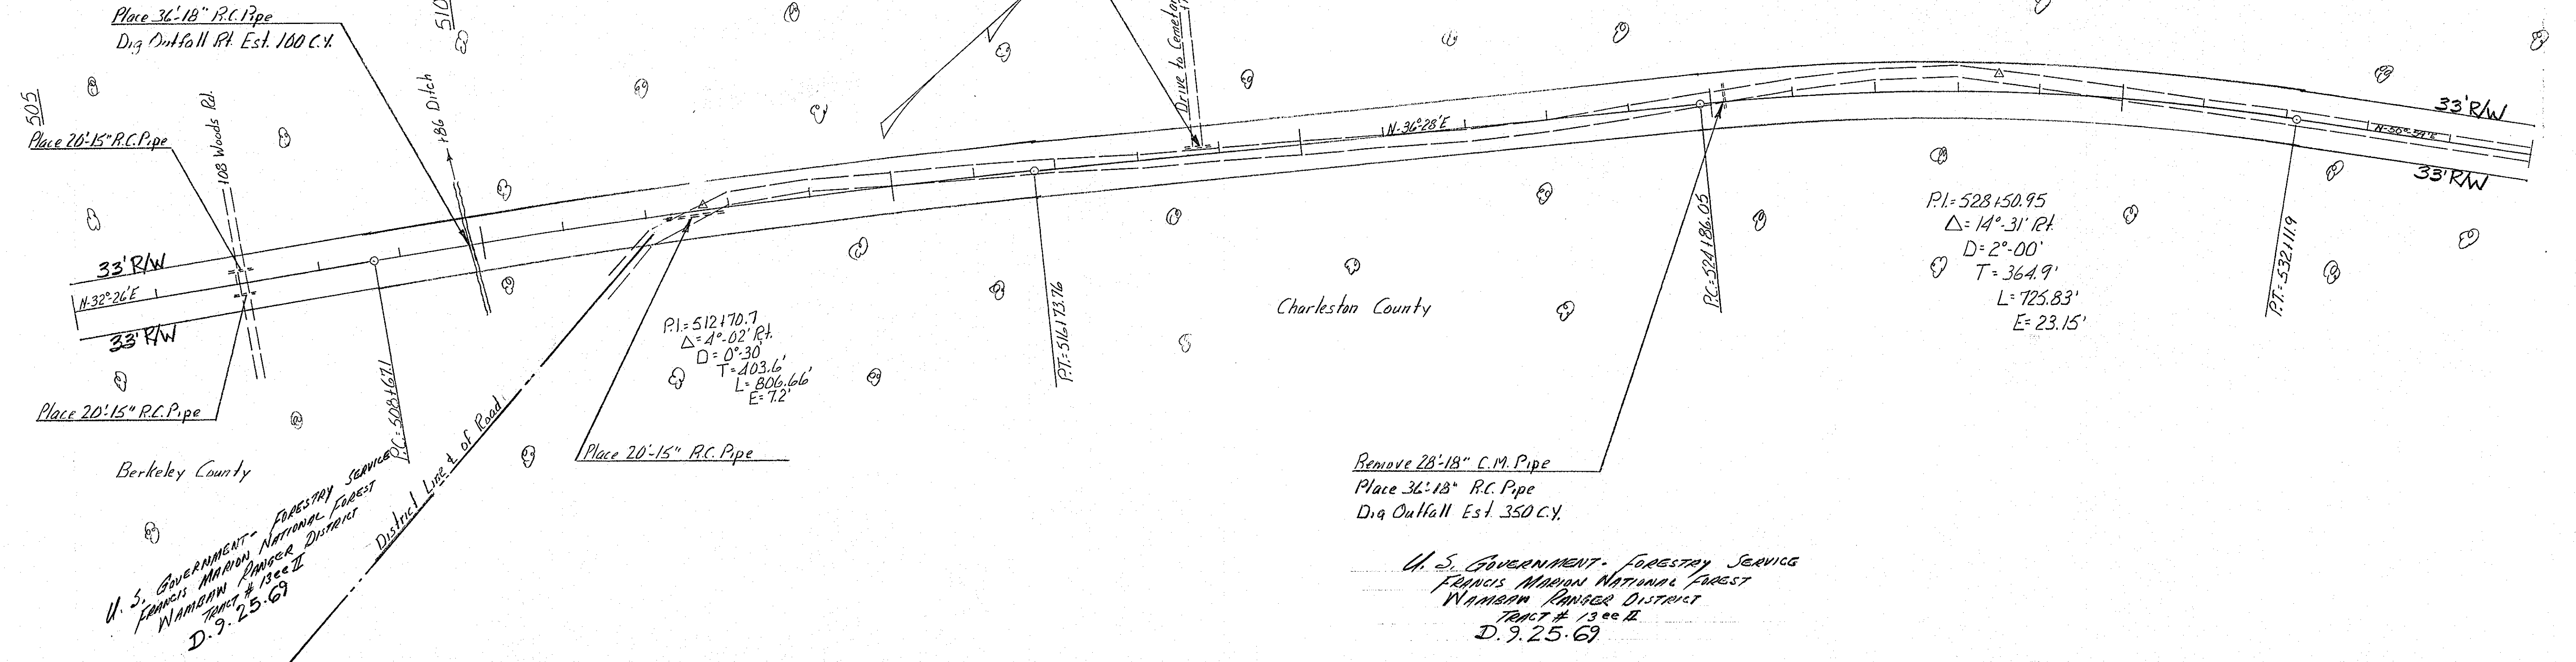 Place 36'-18" R.C. Pipe
Dig Outfall Rt. Est. 100 C.Y.
510
505
Place 20'-15" R.C. Pipe
+08 Woods Rd.
+86 Ditch
Drive to
33' R/W
N-32°-26'E
33' R/W
Place 20'-15" R.C. Pipe
P.C.= 508+67.1
Berkeley County
U. S. GOVERNMENT- FORESTRY SERVICE
FRANCIS MARION NATIONAL FOREST
WAMBAW RANGER DISTRICT
TRACT # 13ee II
D. 9. 25. 69
District Line ¢ of Road.
P.I.= 512+70.7
Δ= 4°-02' Rt.
D= 0°-30'
T= 403.6'
L= 806.66'
E= 7.2'
Place 20'-15" R.C. Pipe
P.T.= 516+73.76
N-36°-28'E
Charleston County
P.C.= 524+86.05
Remove 28'-18" C.M. Pipe
Place 36'-18" R.C. Pipe
Dig Outfall Est. 350 C.Y.
U. S. GOVERNMENT- FORESTRY SERVICE
FRANCIS MARION NATIONAL FOREST
WAMBAW RANGER DISTRICT
TRACT # 13ee II
D. 9. 25. 69
P.I.= 528+50.95
Δ= 14°-31' Rt.
D= 2°-00'
T= 364.9'
L= 725.83'
E= 23.15'
P.T.= 532+11.9
33' R/W
33' R/W